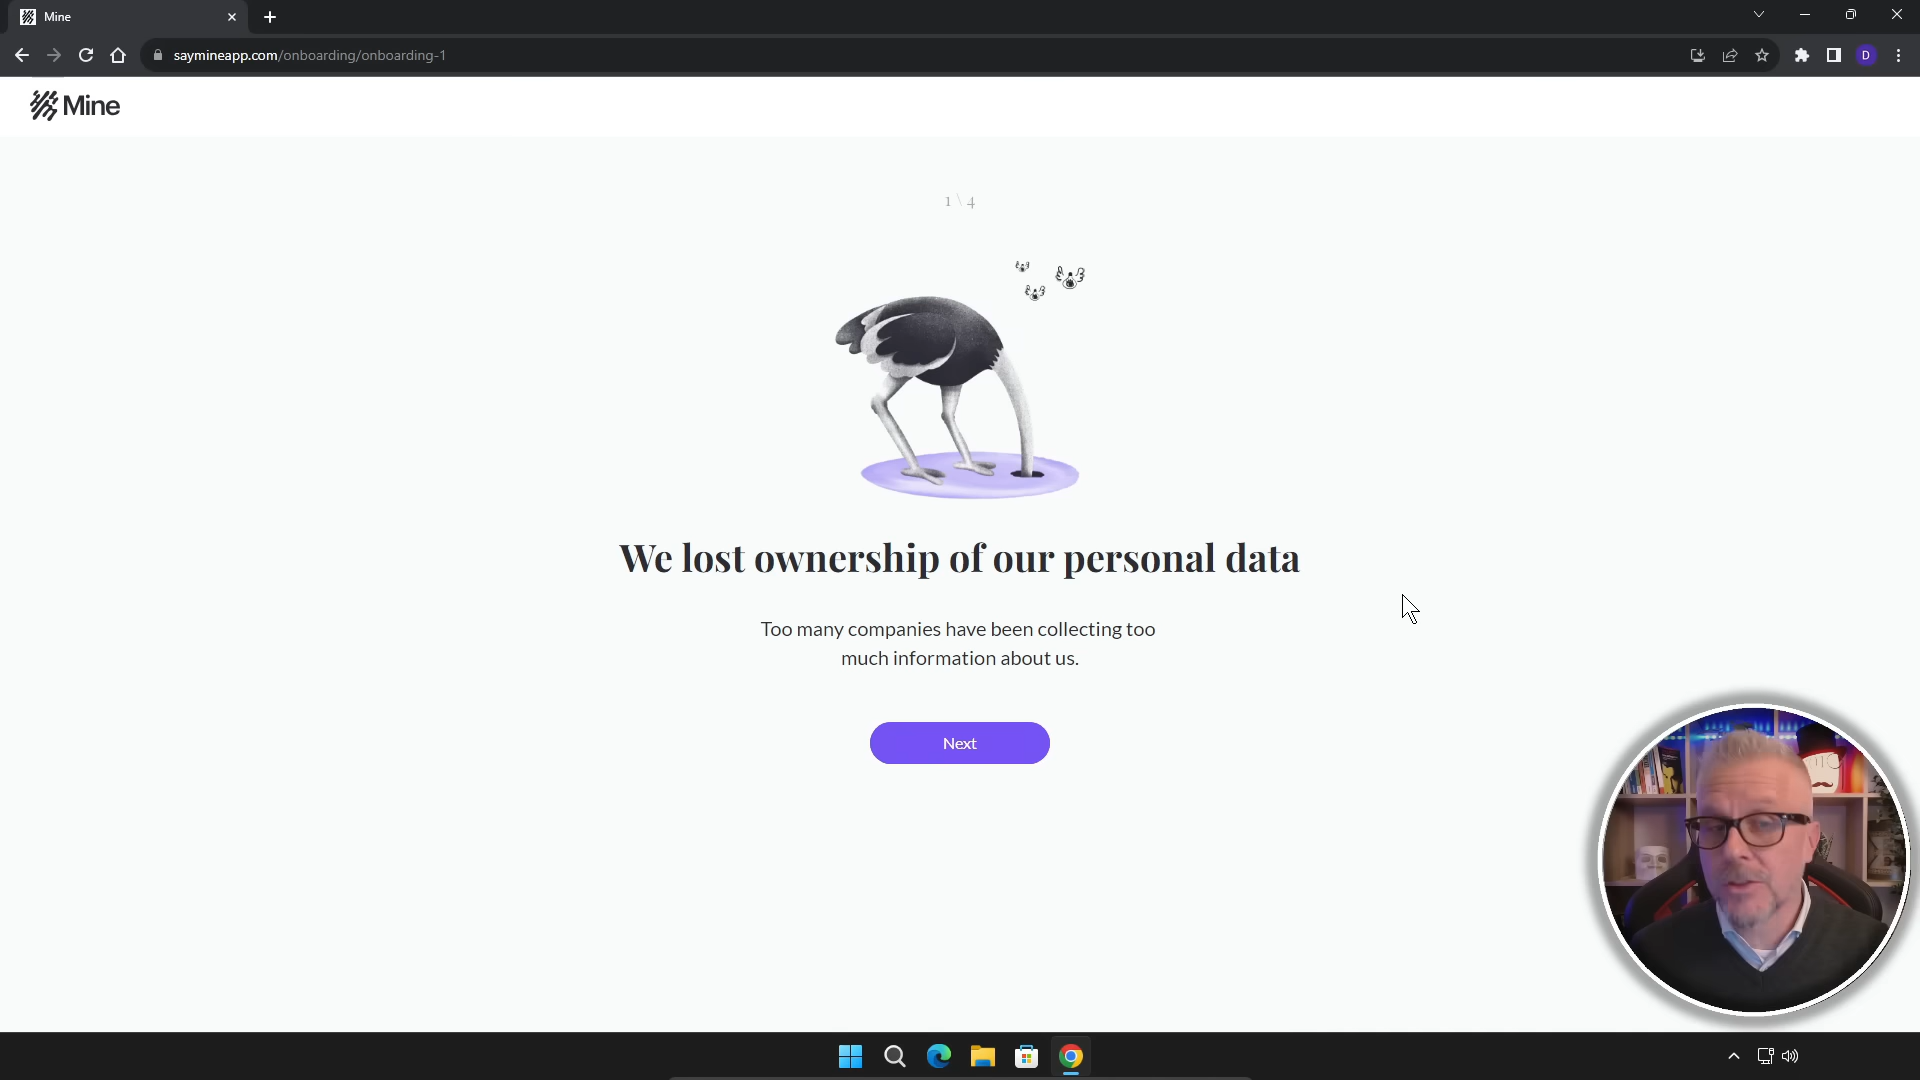 Mine
saymineapp.com/onboarding/onboarding-1
D
Mine
1 \ 4
We lost ownership of our personal data
Too many companies have been collecting too
much information about us.
Next